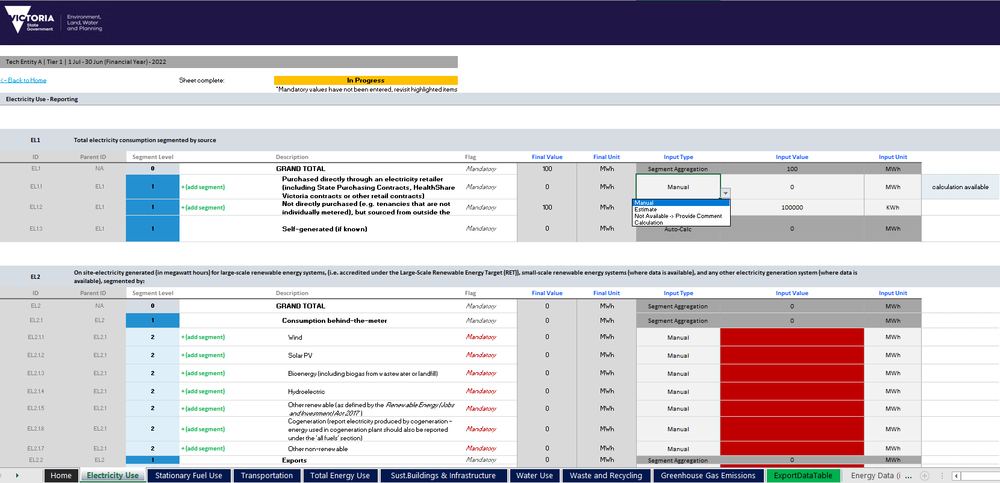 VICTORIA
State
Government
Environment,
Land, Water
and Planning
Tech Entity A | Tier 1 | 1 Jul - 30 Jun (Financial Year) - 2022
<- Back to Home
Sheet complete:
In Progress
*Mandatory values have not been entered, revisit highlighted items
Electricity Use - Reporting
EL1 Total electricity consumption segmented by source
ID Parent ID Segment Level Description Flag Final Value Final Unit Input Type Input Value Input Unit
EL1 NA 0 GRAND TOTAL Mandatory 100 MWh Segment Aggregation 100 MWh
Purchased directly through an electricity retailer
EL1.1 EL1 1 +(add segment) (including State Purchasing Contracts, HealthShare Mandatory 0 MWh Manual 0 MWh calculation available
Victoria contracts or other retail contracts)
Not directly purchased (e.g. tenancies that are not
EL1.2 EL1 1 +(add segment) individually metered), but sourced from outside the Mandatory 100 MWh 100000 KWh
Manual
Estimate
Not Available -> Provide Comment
Calculation
EL1.3 EL1 1 Self-generated (if known) Mandatory 0 MWh Auto-Calc 0 MWh
EL2 On site-electricity generated (in megawatt hours) for large-scale renewable energy systems, (i.e. accredited under the Large-Scale Renewable Energy Target (RET)), small-scale renewable energy systems (where data is available), and any other electricity generation system (where data is
available), segmented by:
ID Parent ID Segment Level Description Flag Final Value Final Unit Input Type Input Value Input Unit
EL2 NA 0 GRAND TOTAL Mandatory 0 MWh Segment Aggregation 0 MWh
EL2.1 EL2 1 Consumption behind-the-meter Mandatory 0 MWh Segment Aggregation 0 MWh
EL2.1.1 EL2.1 2 +(add segment) Wind Mandatory 0 MWh Manual MWh
EL2.1.2 EL2.1 2 +(add segment) Solar PV Mandatory 0 MWh Manual MWh
EL2.1.3 EL2.1 2 +(add segment) Bioenergy (including biogas from wastewater or landfill) Mandatory 0 MWh Manual MWh
EL2.1.4 EL2.1 2 +(add segment) Hydroelectric Mandatory 0 MWh Manual MWh
Other renewable (as defined by the Renewable Energy (Jobs
EL2.1.5 EL2.1 2 +(add segment) and Investment) Act 2017 ) Mandatory 0 MWh Manual MWh
Cogeneration (report electricity produced by cogeneration -
EL2.1.6 EL2.1 2 +(add segment) energy used in cogeneration plant should also be reported Mandatory 0 MWh Manual MWh
under the 'all fuels' section)
EL2.1.7 EL2.1 2 +(add segment) Other non-renewable Mandatory 0 MWh Manual MWh
EL2.2 EL2 1 Exports Mandatory 0 MWh Segment Aggregation 0 MWh
Home Electricity Use Stationary Fuel Use Transportation Total Energy Use Sust.Buildings & Infrastructure Water Use Waste and Recycling Greenhouse Gas Emissions ExportDataTable Energy Data (i ...